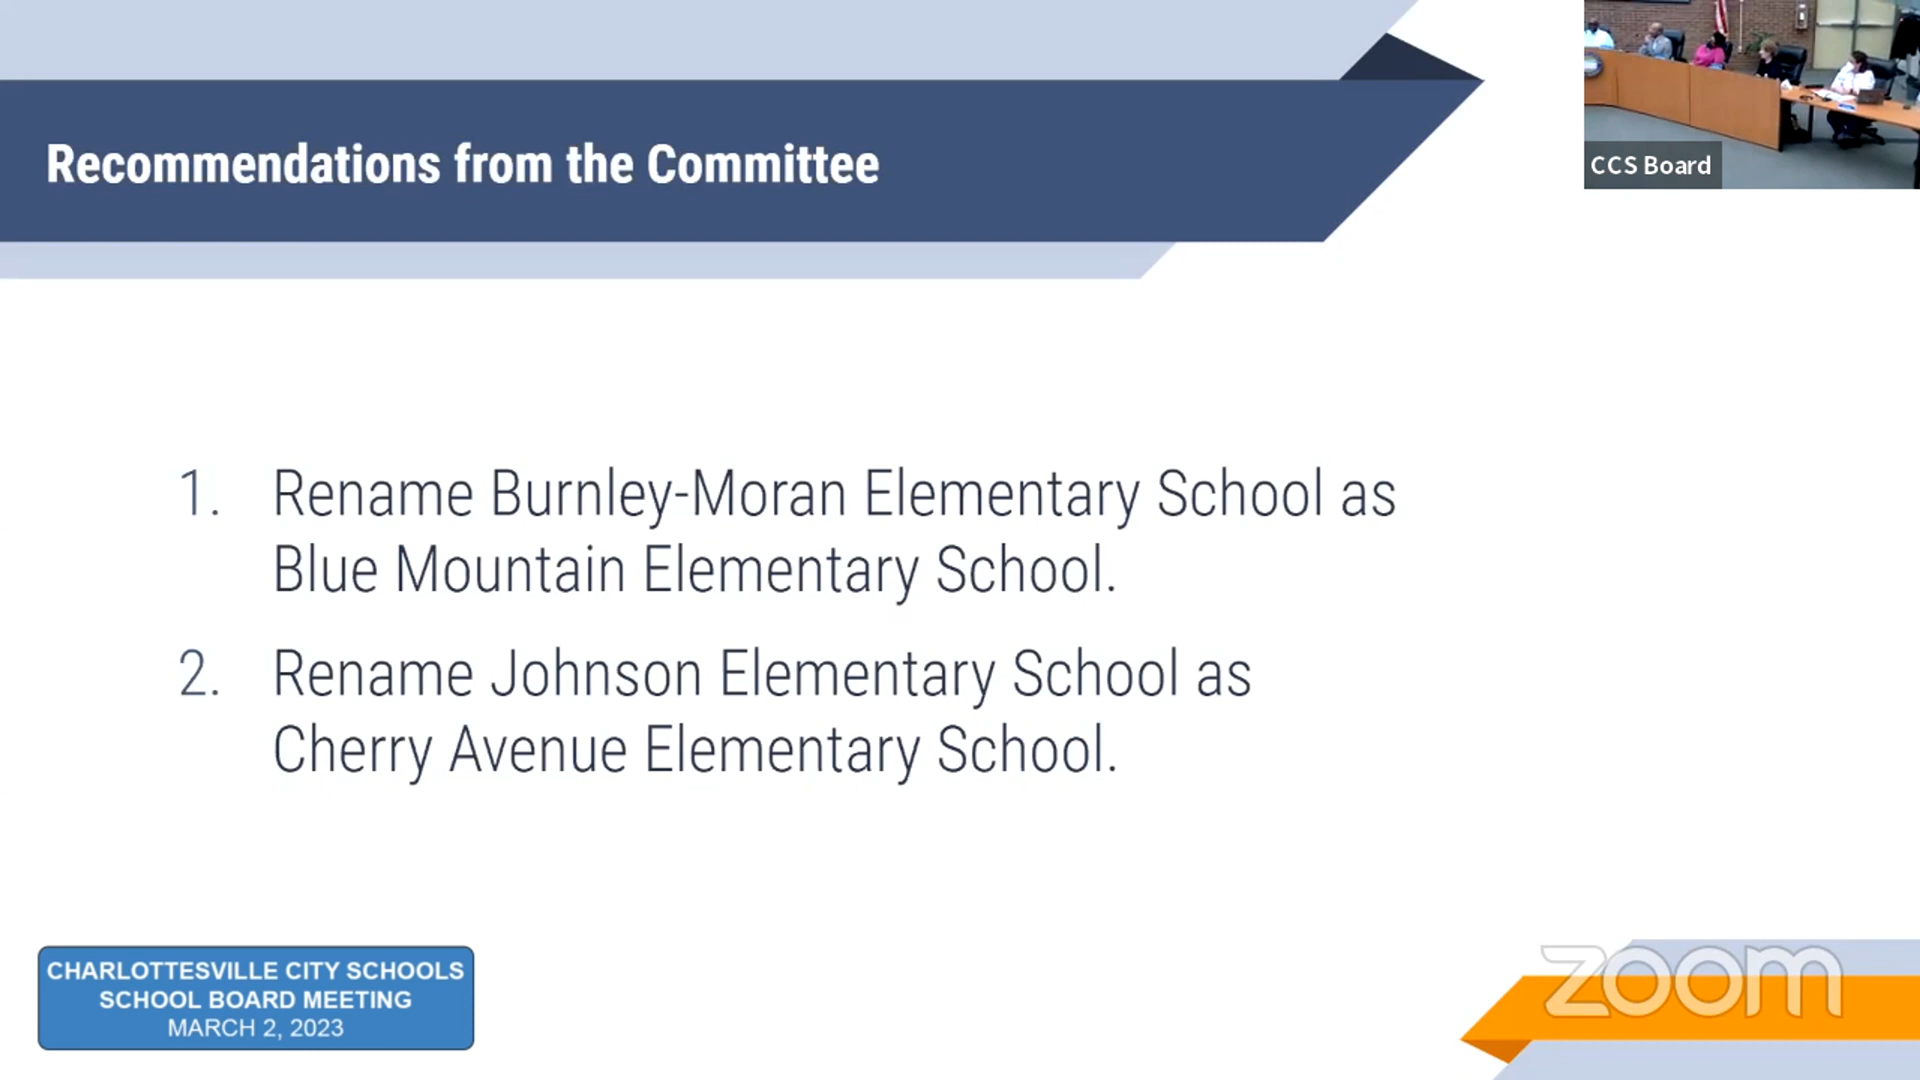 Recommendations from the Committee
CCS Board
1. Rename Burnley-Moran Elementary School as
Blue Mountain Elementary School.
2. Rename Johnson Elementary School as
Cherry Avenue Elementary School.
CHARLOTTESVILLE CITY SCHOOLS
SCHOOL BOARD MEETING
MARCH 2, 2023
zoom